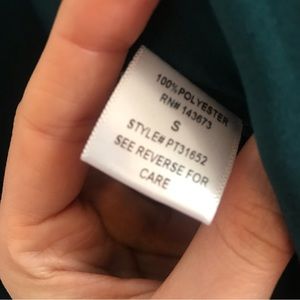 100% POLYESTER
RN# 143673
S
STYLE# PT31652
SEE REVERSE FOR
CARE